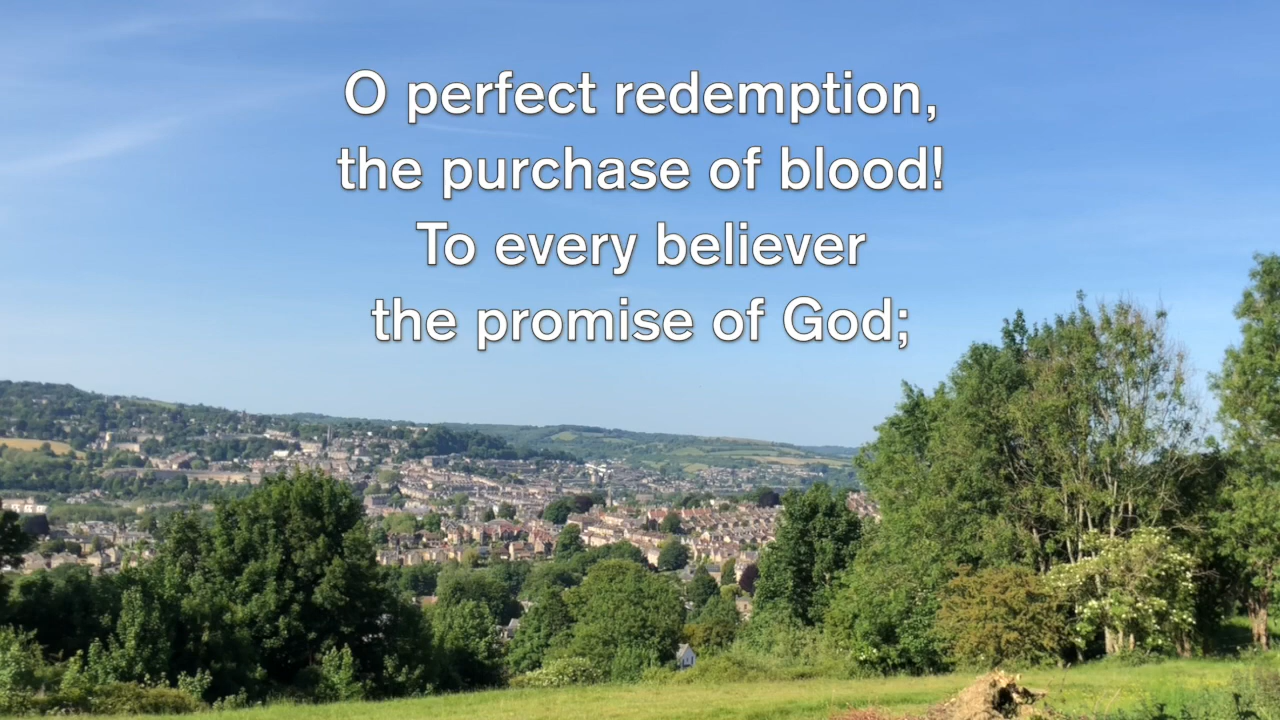 O perfect redemption,
the purchase of blood!
To every believer
the promise of God;